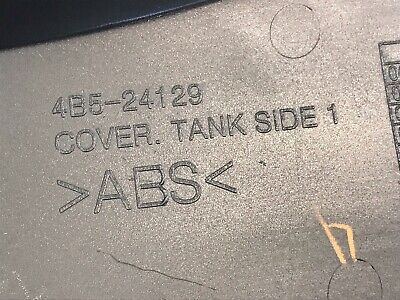 4B5-24129
COVER. TANK SIDE 1
>ABS<